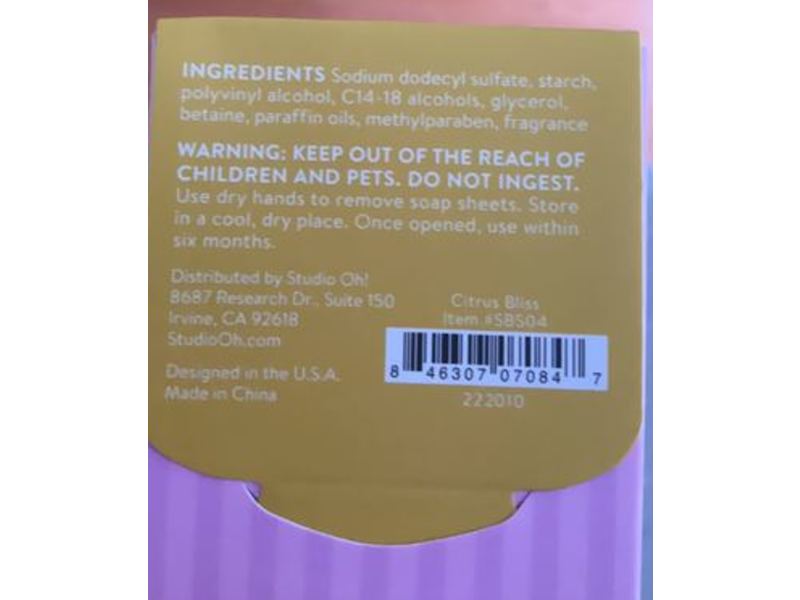 INGREDIENTS Sodium dodecyl sulfate, starch,
polyvinyl alcohol, C14-18 alcohols, glycerol,
betaine, paraffin oils, methylparaben, fragrance
WARNING: KEEP OUT OF THE REACH OF
CHILDREN AND PETS. DO NOT INGEST.
Use dry hands to remove soap sheets. Store
in a cool, dry place. Once opened, use within
six months.
Distributed by Studio Oh!
8687 Research Dr., Suite 150
Irvine, CA 92618
StudioOh.com
Designed in the U.S.A.
Made in China
Citrus Bliss
Item #SBS04
8 46307 07084 7
222010